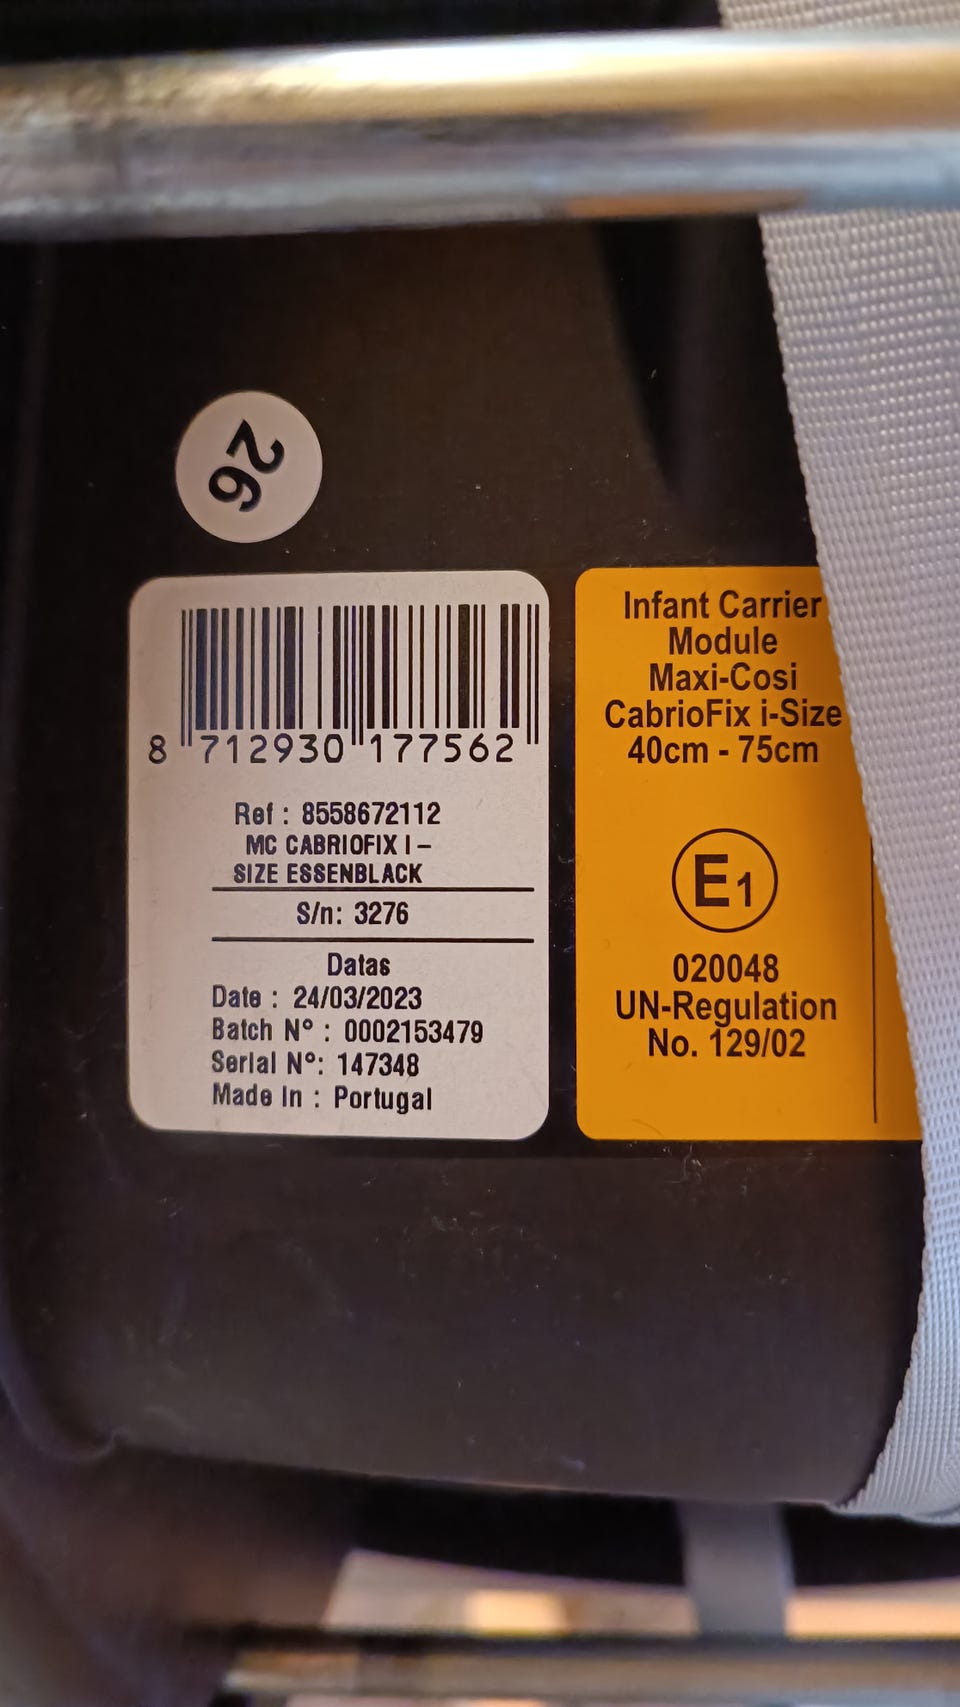 26
8 712930 177562
Ref : 8558672112
MC CABRIOFIX I –
SIZE ESSENBLACK
S/n: 3276
Datas
Date : 24/03/2023
Batch N° : 0002153479
Serial N°: 147348
Made In : Portugal
Infant Carrier
Module
Maxi-Cosi
CabrioFix i-Size
40cm - 75cm
E1
020048
UN-Regulation
No. 129/02